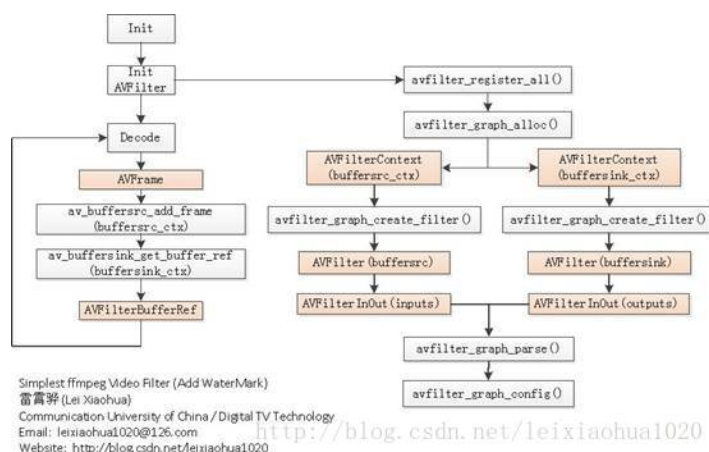 Init
Init
AVFilter
Decode
AVFrame
av_buffersrc_add_frame
(buffersrc_ctx)
av_buffersink_get_buffer_ref
(buffersink_ctx)
AVFilterBufferRef
avfilter_register_all()
avfilter_graph_alloc()
AVFilterContext
(buffersrc_ctx)
AVFilterContext
(buffersink_ctx)
avfilter_graph_create_filter()
avfilter_graph_create_filter()
AVFilter(buffersrc)
AVFilter(buffersink)
AVFilterInOut(inputs)
AVFilterInOut(outputs)
avfilter_graph_parse()
avfilter_graph_config()
Simplest ffmpeg Video Filter (Add WaterMark)
雷霄骅 (Lei Xiaohua)
Communication University of China / Digital TV Technology
Email: leixiaohua1020@126.com
Website: http://blog.csdn.net/leixiaohua1020
http://blog.csdn.net/leixiaohua1020